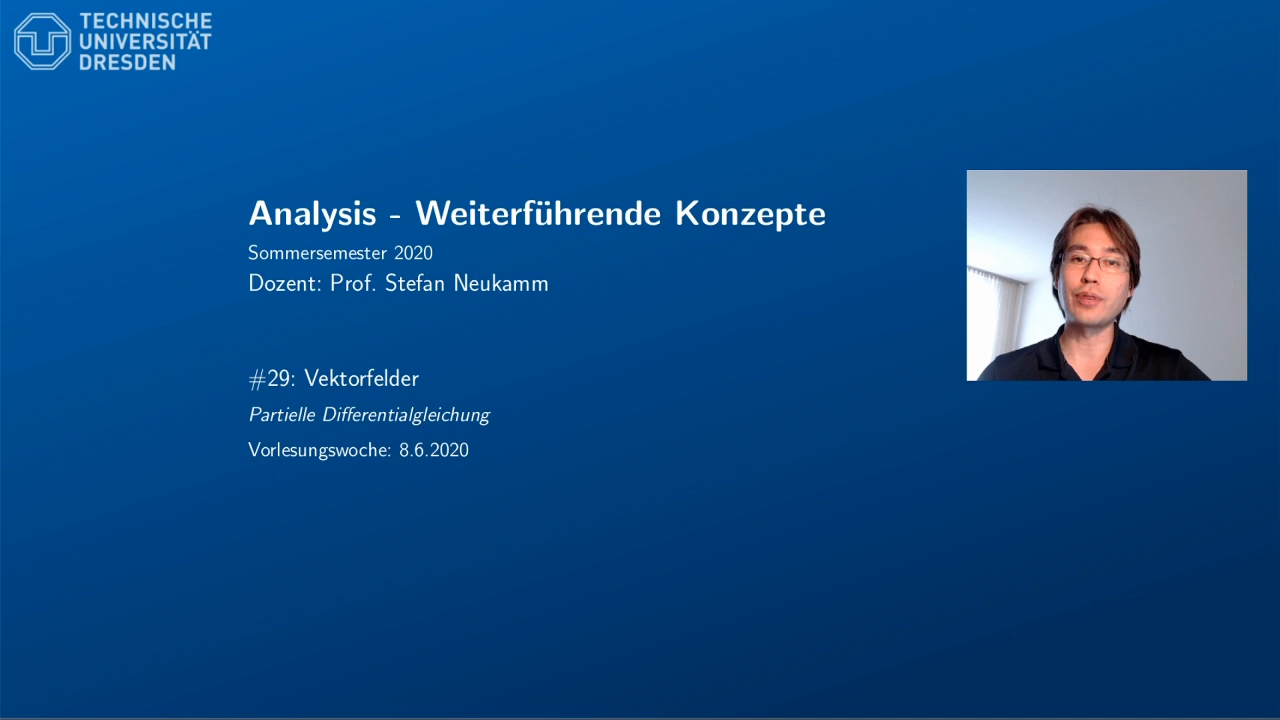 TECHNISCHE
UNIVERSITÄT
DRESDEN
Analysis - Weiterführende Konzepte
Sommersemester 2020
Dozent: Prof. Stefan Neukamm
#29: Vektorfelder
Partielle Differentialgleichung
Vorlesungswoche: 8.6.2020